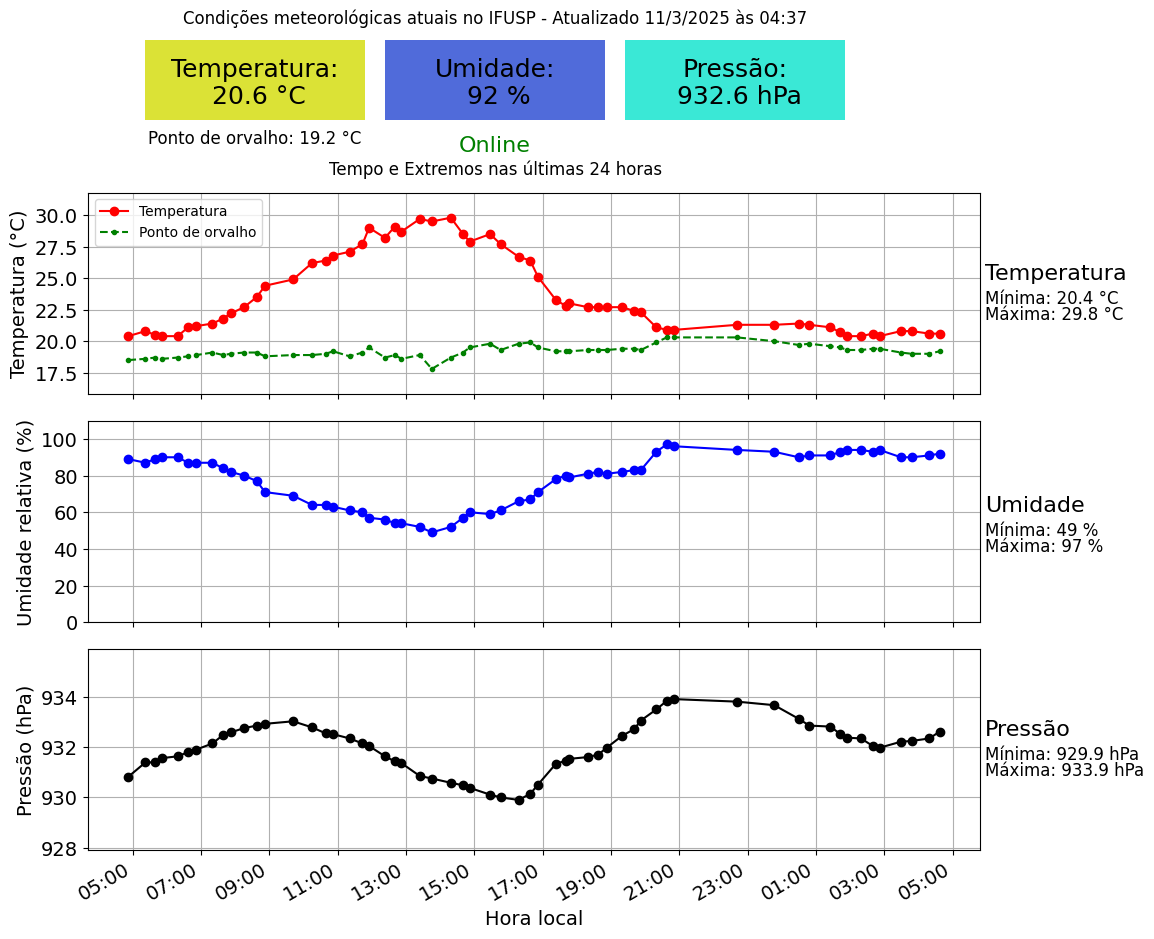 Condições meteorológicas atuais no IFUSP - Atualizado 11/3/2025 às 04:37
Temperatura:
20.6 °C
Umidade:
92 %
Pressão:
932.6 hPa
Ponto de orvalho: 19.2 °C
Online
Tempo e Extremos nas últimas 24 horas
Temperatura (°C)
30.0
27.5
25.0
22.5
20.0
17.5
Temperatura
Ponto de orvalho
Temperatura
Mínima: 20.4 °C
Máxima: 29.8 °C
Umidade relativa (%)
100
80
60
40
20
0
Umidade
Mínima: 49 %
Máxima: 97 %
Pressão (hPa)
934
932
930
928
Pressão
Mínima: 929.9 hPa
Máxima: 933.9 hPa
05:00
07:00
09:00
11:00
13:00
15:00
17:00
19:00
21:00
23:00
01:00
03:00
05:00
Hora local